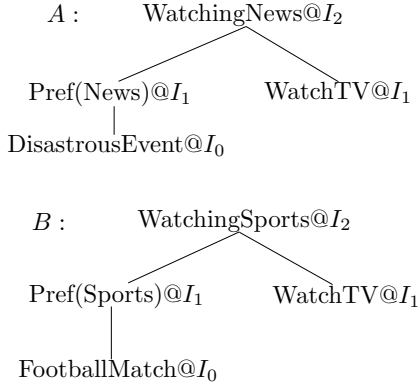 A : WatchingNews@I₂
Pref(News)@I₁ WatchTV@I₁
DisastrousEvent@I₀
B : WatchingSports@I₂
Pref(Sports)@I₁ WatchTV@I₁
FootballMatch@I₀